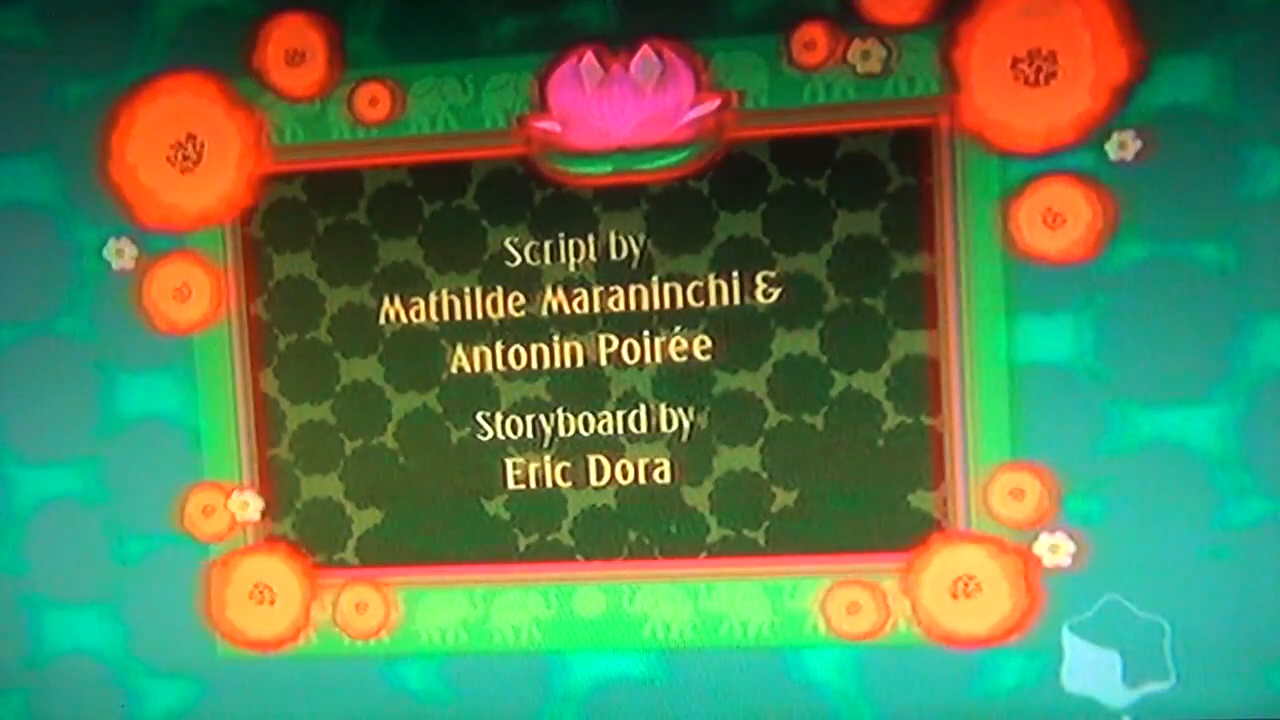 Script by
Mathilde Maraninchi &
Antonin Poirée
Storyboard by
Eric Dora